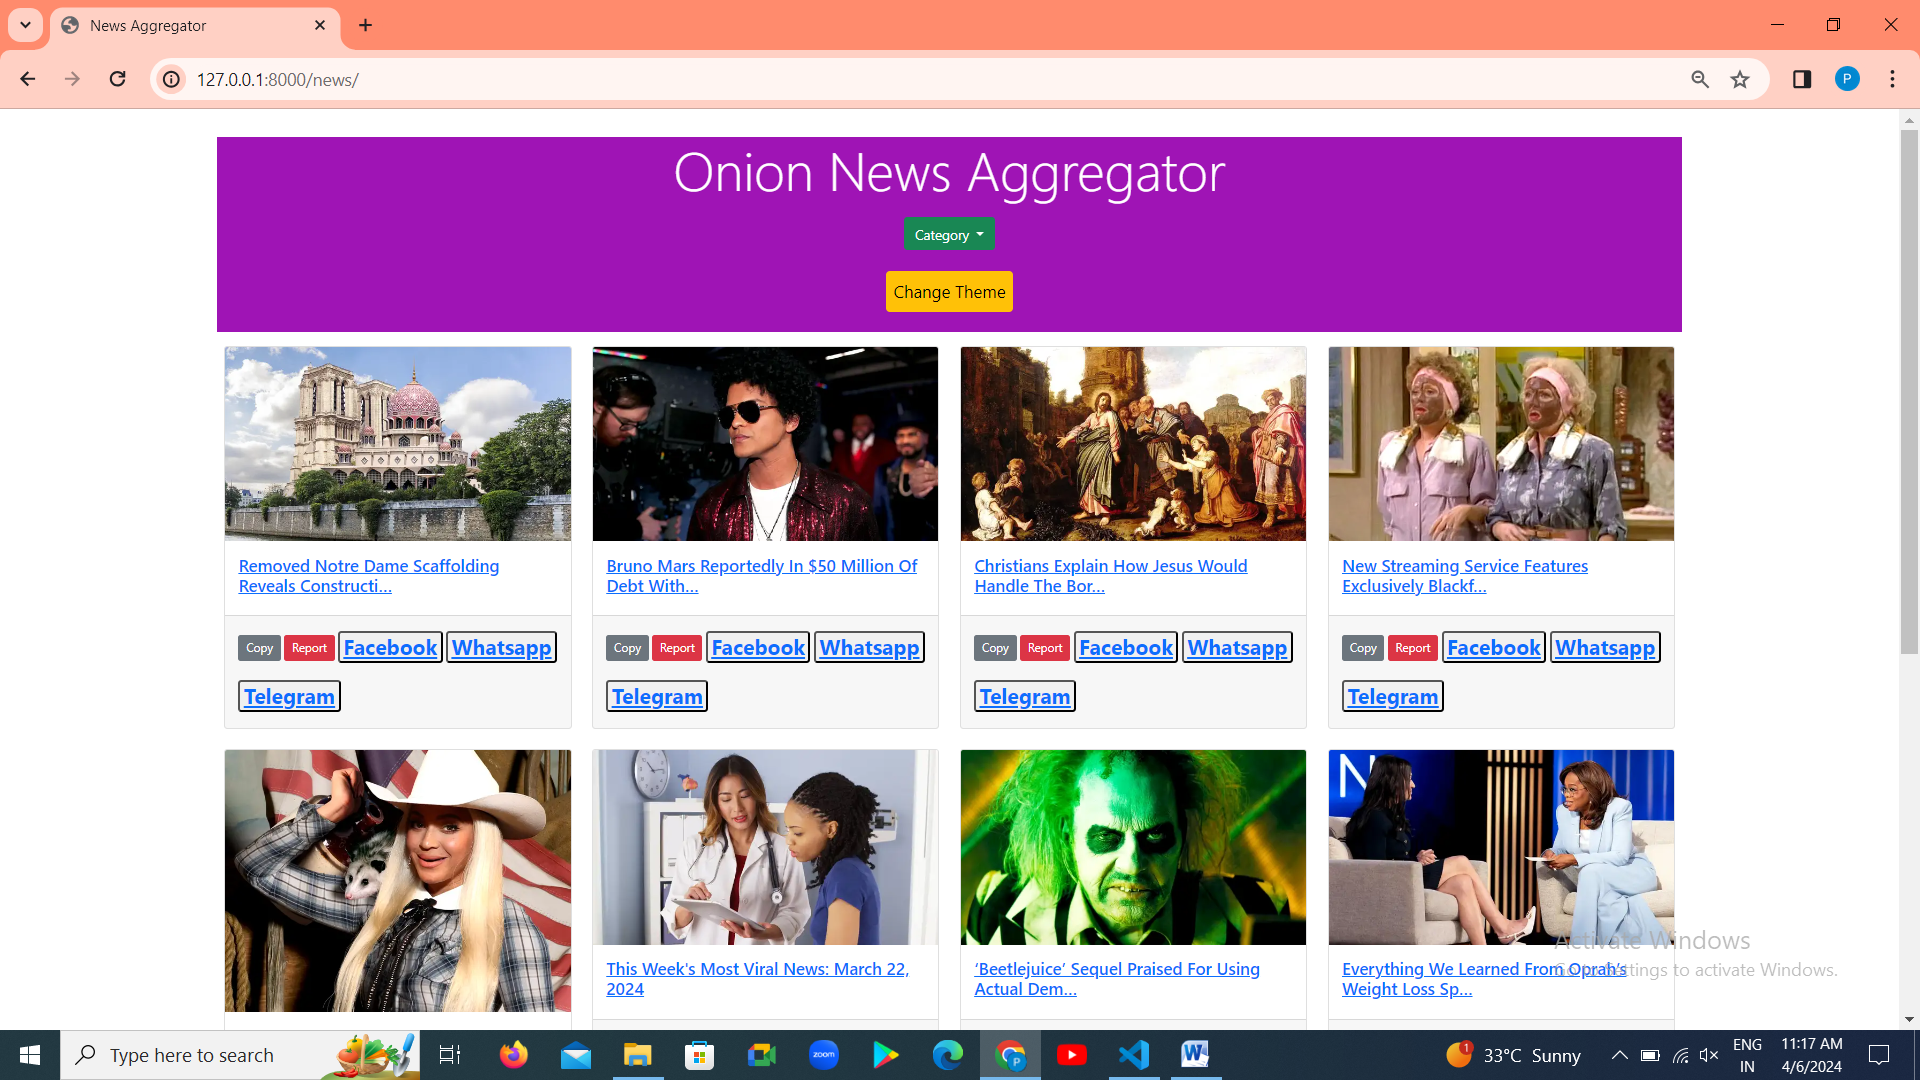 News Aggregator
127.0.0.1:8000/news/
P
Onion News Aggregator
Category
Change Theme
Removed Notre Dame Scaffolding
Reveals Constructi...
Bruno Mars Reportedly In $50 Million Of
Debt With...
Christians Explain How Jesus Would
Handle The Bor...
New Streaming Service Features
Exclusively Blackf...
Copy Report Facebook Whatsapp
Telegram
Copy Report Facebook Whatsapp
Telegram
Copy Report Facebook Whatsapp
Telegram
Copy Report Facebook Whatsapp
Telegram
N
This Week's Most Viral News: March 22,
2024
‘Beetlejuice’ Sequel Praised For Using
Actual Dem...
Everything We Learned From Oprah’s
Weight Loss Sp...
Activate Windows
Go to Settings to activate Windows.
Type here to search
zoom
P
W
1
33°C Sunny
ENG
IN
11:17 AM
4/6/2024